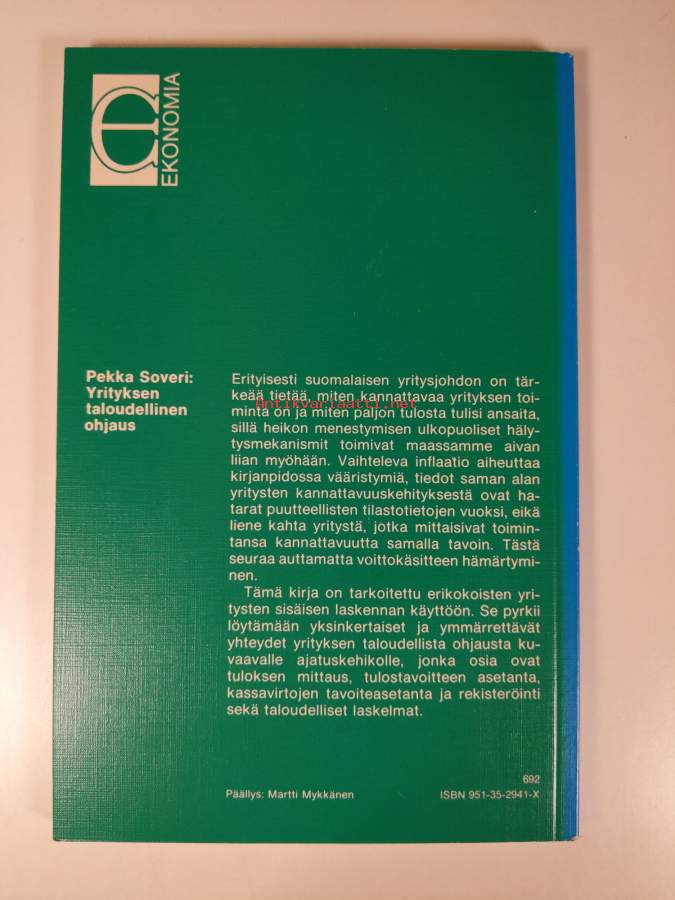 EKONOMIA
Pekka Soveri:
Yrityksen
taloudellinen
ohjaus
Erityisesti suomalaisen yritysjohdon on tär-
keää tietää, miten kannattavaa yrityksen toi-
minta on ja miten paljon tulosta tulisi ansaita,
sillä heikon menestymisen ulkopuoliset häly-
tysmekanismit toimivat maassamme aivan
liian myöhään. Vaihteleva inflaatio aiheuttaa
kirjanpidossa vääristymiä, tiedot saman alan
yritysten kannattavuuskehityksestä ovat ha-
tarat puutteellisten tilastotietojen vuoksi, eikä
liene kahta yritystä, jotka mittaisivat toimin-
tansa kannattavuutta samalla tavoin. Tästä
seuraa auttamatta voittokäsitteen hämärtymi-
nen.
Tämä kirja on tarkoitettu erikokoisten yri-
tysten sisäisen laskennan käyttöön. Se pyrkii
löytämään yksinkertaiset ja ymmärrettävät
yhteydet yrityksen taloudellista ohjausta ku-
vaavalle ajatuskehikolle, jonka osia ovat
tuloksen mittaus, tulostavoitteen asetanta,
kassavirtojen tavoiteasetanta ja rekisteröinti
sekä taloudelliset laskelmat.
692
Päällys: Martti Mykkänen
ISBN 951-35-2941-X
Antikvariaatti.net